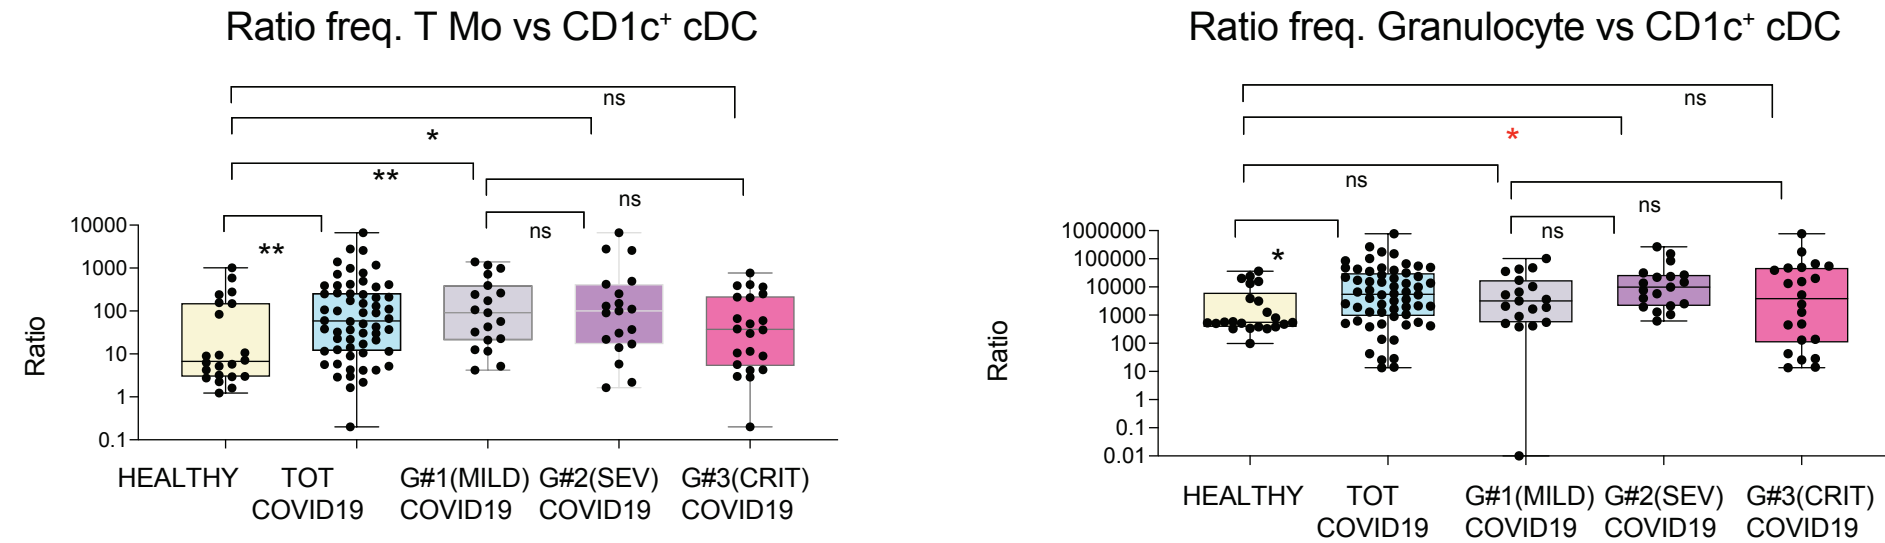 Ratio freq. T Mo vs CD1c⁺ cDC
ns
*
**
ns
ns
**
10000
1000
100
10
1
0.1
Ratio
HEALTHY TOT G#1(MILD) G#2(SEV) G#3(CRIT)
COVID19 COVID19 COVID19 COVID19
Ratio freq. Granulocyte vs CD1c⁺ cDC
ns
*
ns
ns
ns
*
1000000
100000
10000
1000
100
10
1
0.1
0.01
Ratio
HEALTHY TOT G#1(MILD) G#2(SEV) G#3(CRIT)
COVID19 COVID19 COVID19 COVID19